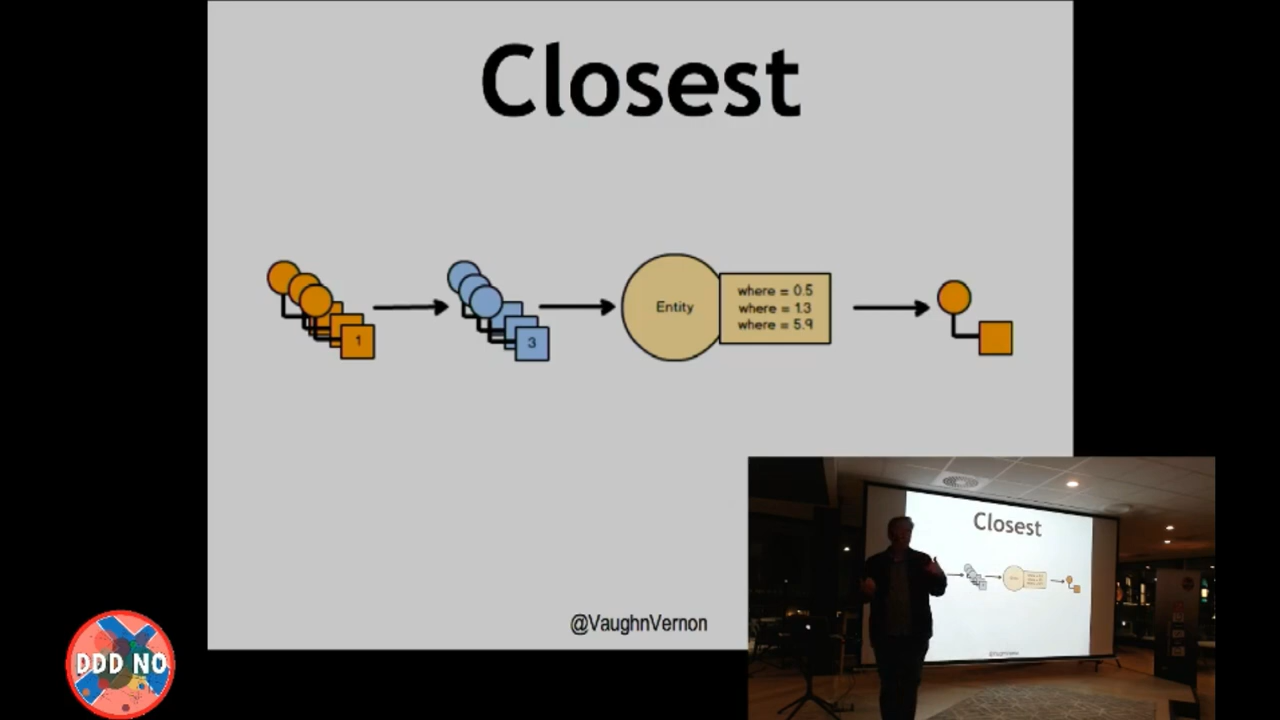 Closest
1
3
Entity
where = 0.5
where = 1.3
where = 5.9
@VaughnVernon
DDD NO
Closest